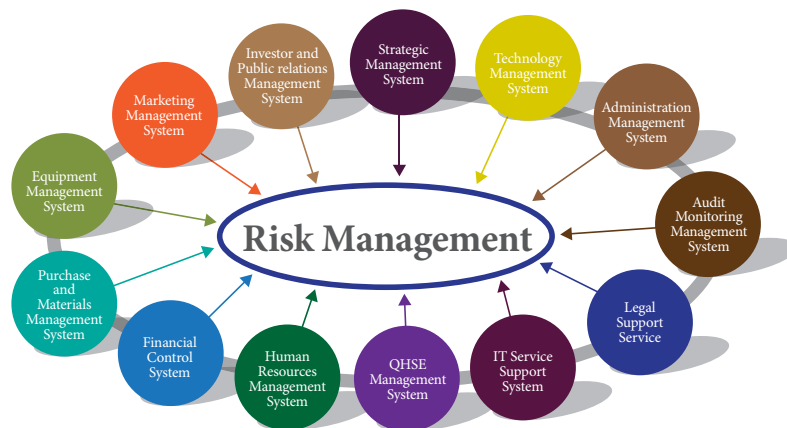 Strategic
Management
System
Investor and
Public relations
Management
System
Technology
Management
System
Marketing
Management
System
Administration
Management
System
Equipment
Management
System
Audit
Monitoring
Management
System
Risk Management
Purchase
and
Materials
Management
System
Legal
Support
Service
Financial
Control
System
Human
Resources
Management
System
QHSE
Management
System
IT Service
Support
System